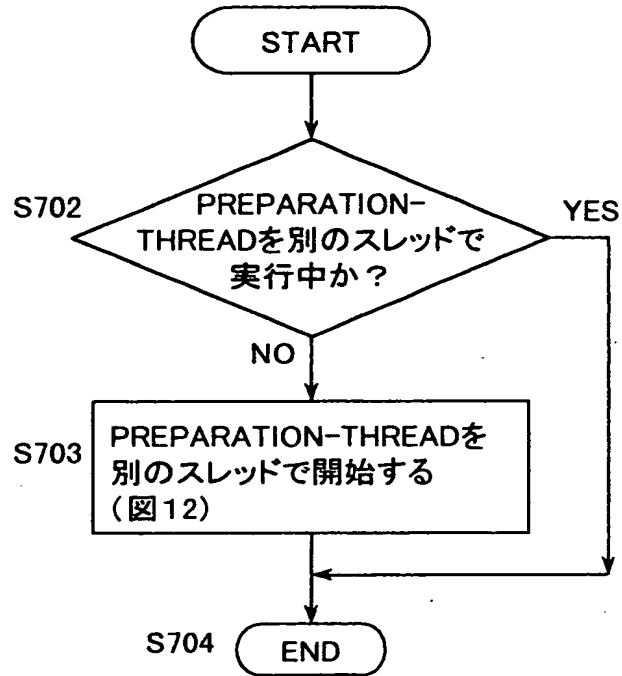 START
S702
PREPARATION-
THREADを別のスレッドで
実行中か?
YES
NO
S703
PREPARATION-THREADを
別のスレッドで開始する
(図12)
S704
END